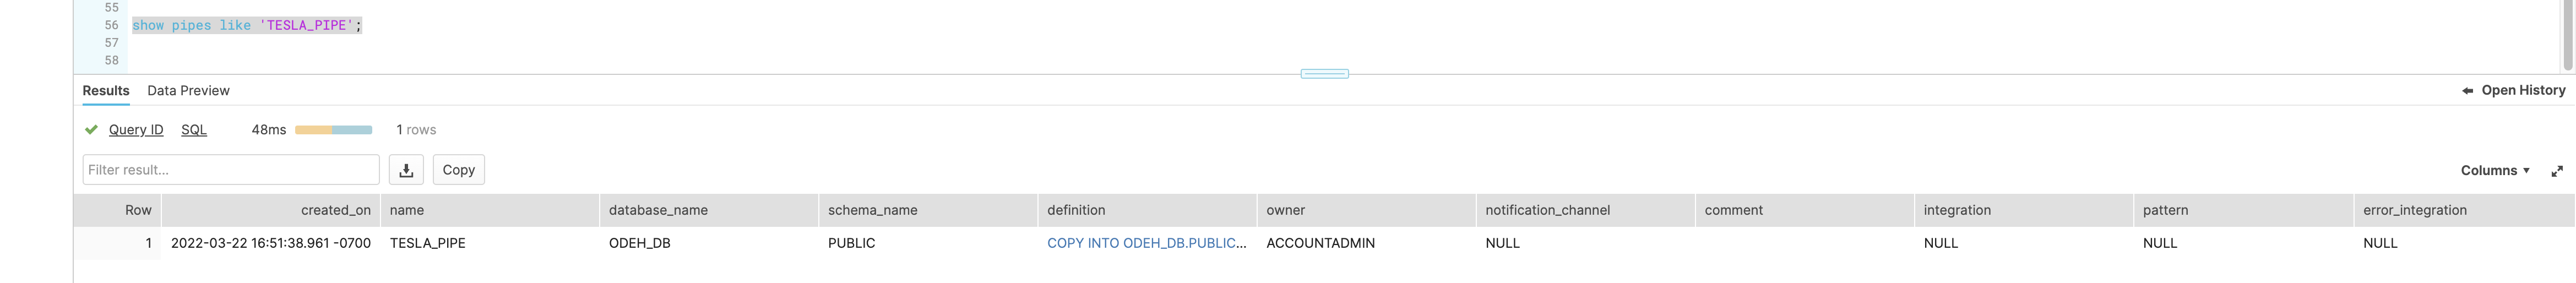 55
56 show pipes like 'TESLA_PIPE';
57
58
Results Data Preview Open History
Query ID SQL 48ms 1 rows
Filter result... Copy Columns
Row created_on name database_name schema_name definition owner notification_channel comment integration pattern error_integration
1 2022-03-22 16:51:38.961 -0700 TESLA_PIPE ODEH_DB PUBLIC COPY INTO ODEH_DB.PUBLIC... ACCOUNTADMIN NULL NULL NULL NULL